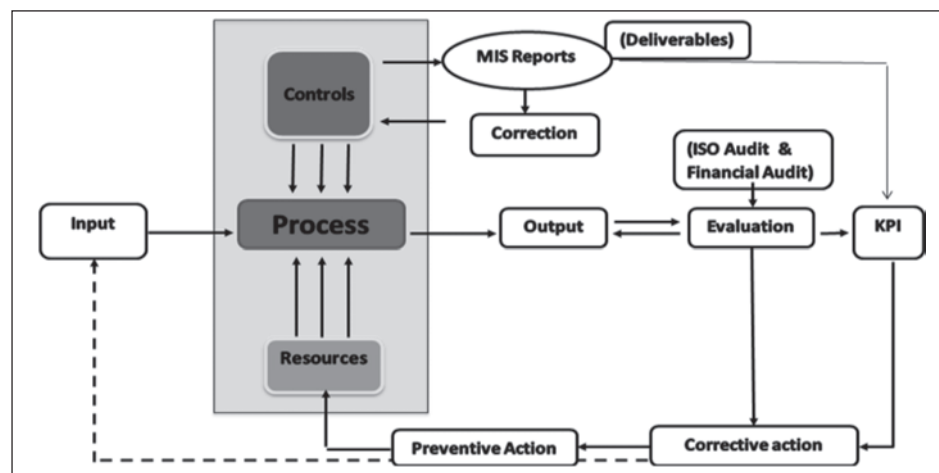 (Deliverables)
MIS Reports
Controls
Correction
(ISO Audit &
Financial Audit)
Input
Process
Output
Evaluation
KPI
Resources
Preventive Action
Corrective action